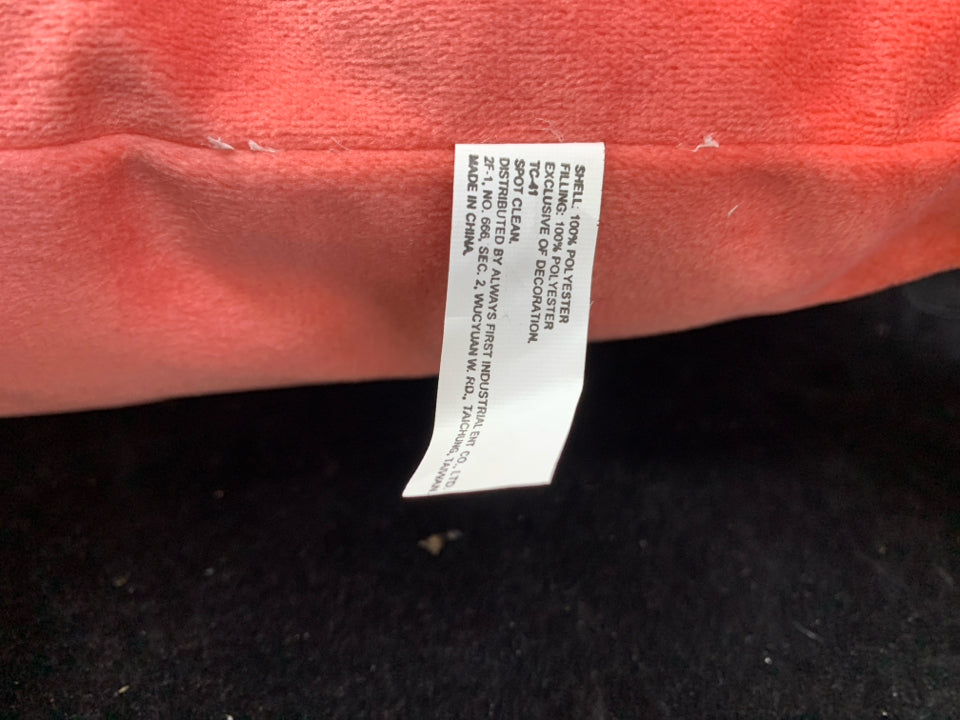 SHELL: 100% POLYESTER
FILLING: 100% POLYESTER
EXCLUSIVE OF DECORATION.
TC-41
SPOT CLEAN.
DISTRIBUTED BY ALWAYS FIRST INDUSTRIAL ENT CO., LTD.
2F-1, NO. 666, SEC. 2, WUCYUAN W. RD., TAICHUNG, TAIWAN
MADE IN CHINA.